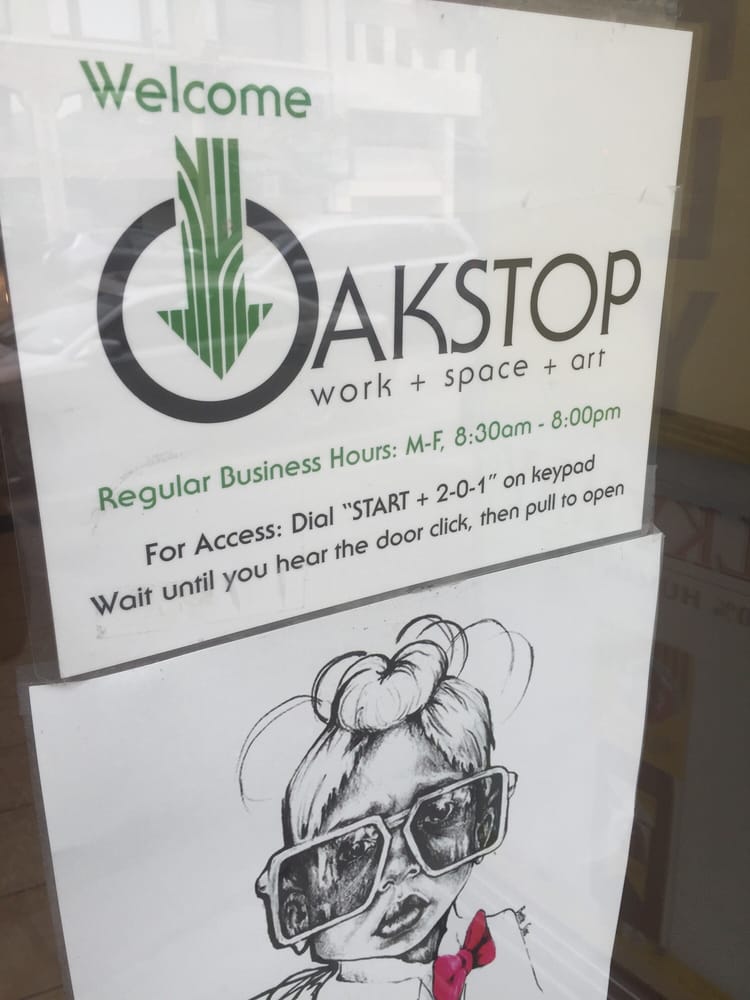 Welcome
OAKSTOP
work + space + art
Regular Business Hours: M-F, 8:30am - 8:00pm
For Access: Dial "START + 2-0-1" on keypad
Wait until you hear the door click, then pull to open